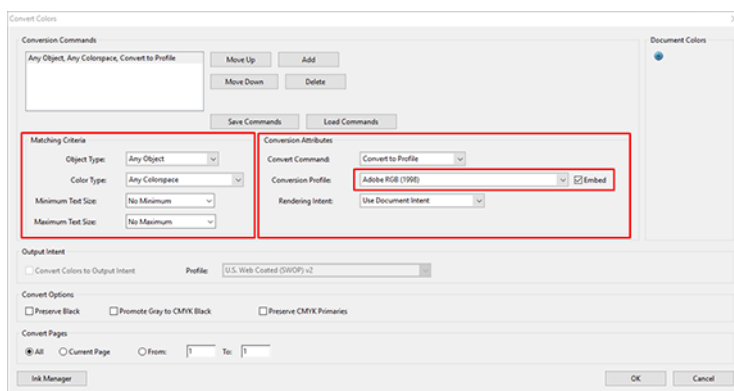 Convert Colors
Conversion Commands
Document Colors
Any Object, Any Colorspace, Convert to Profile
Move Up Add
Move Down Delete
Save Commands Load Commands
Matching Criteria
Conversion Attributes
Object Type: Any Object
Convert Command: Convert to Profile
Color Type: Any Colorspace
Conversion Profile: Adobe RGB (1998) Embed
Minimum Text Size: No Minimum
Rendering Intent: Use Document Intent
Maximum Text Size: No Maximum
Output Intent
Convert Colors to Output Intent Profile: U.S. Web Coated (SWOP) v2
Convert Options
Preserve Black Promote Gray to CMYK Black Preserve CMYK Primaries
Convert Pages
All Current Page From: 1 To: 1
Ink Manager OK Cancel